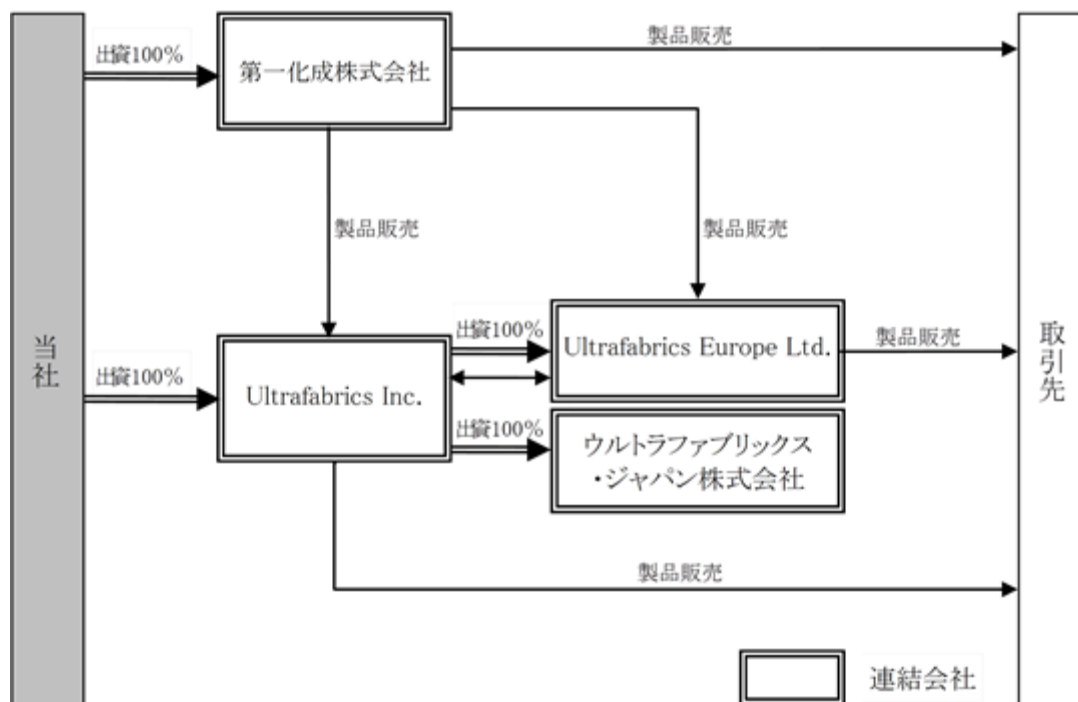 出資100%
第一化成株式会社
製品販売
製品販売
製品販売
当社
出資100%
Ultrafabrics Inc.
出資100%
Ultrafabrics Europe Ltd.
製品販売
取引先
出資100%
ウルトラファブリックス
・ジャパン株式会社
製品販売
連結会社